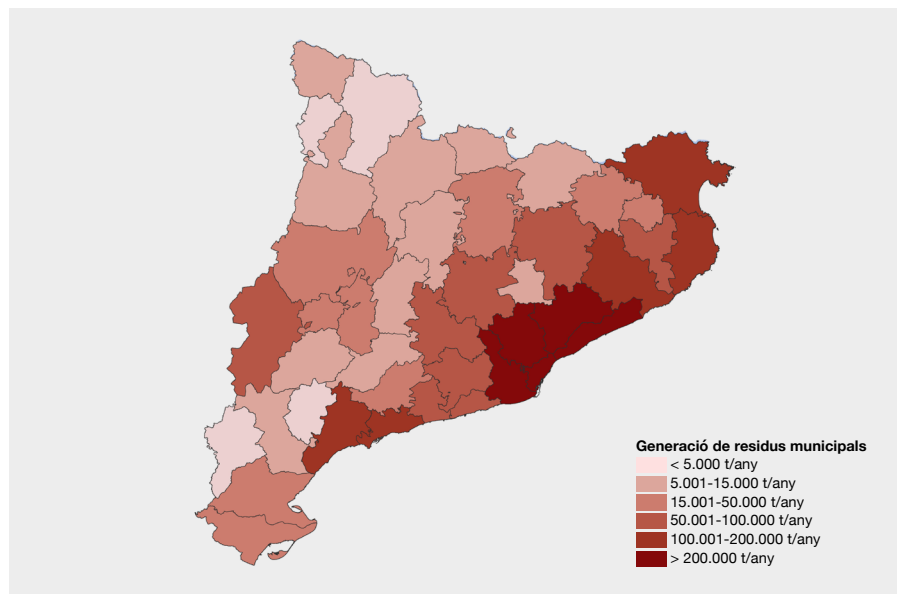 Generació de residus municipals
< 5.000 t/any
5.001-15.000 t/any
15.001-50.000 t/any
50.001-100.000 t/any
100.001-200.000 t/any
> 200.000 t/any